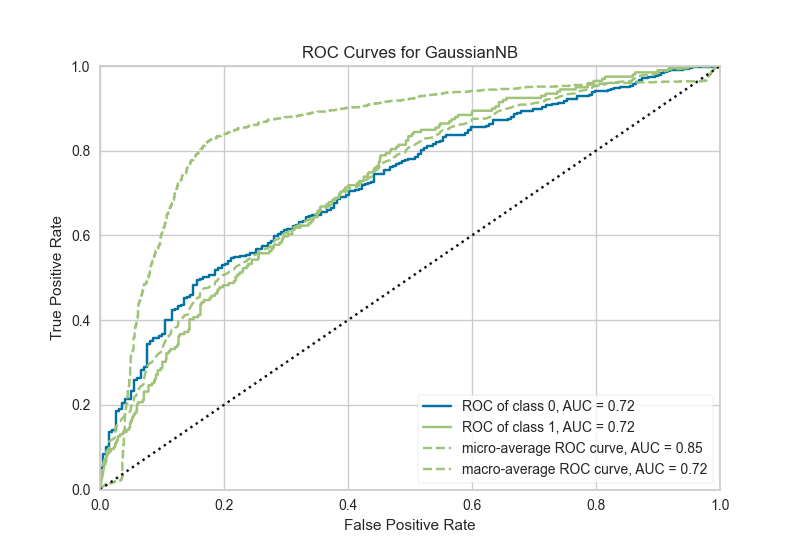 ROC Curves for GaussianNB
True Positive Rate
1.0
0.8
0.6
0.4
0.2
0.0
ROC of class 0, AUC = 0.72
ROC of class 1, AUC = 0.72
micro-average ROC curve, AUC = 0.85
macro-average ROC curve, AUC = 0.72
0.0 0.2 0.4 0.6 0.8 1.0
False Positive Rate